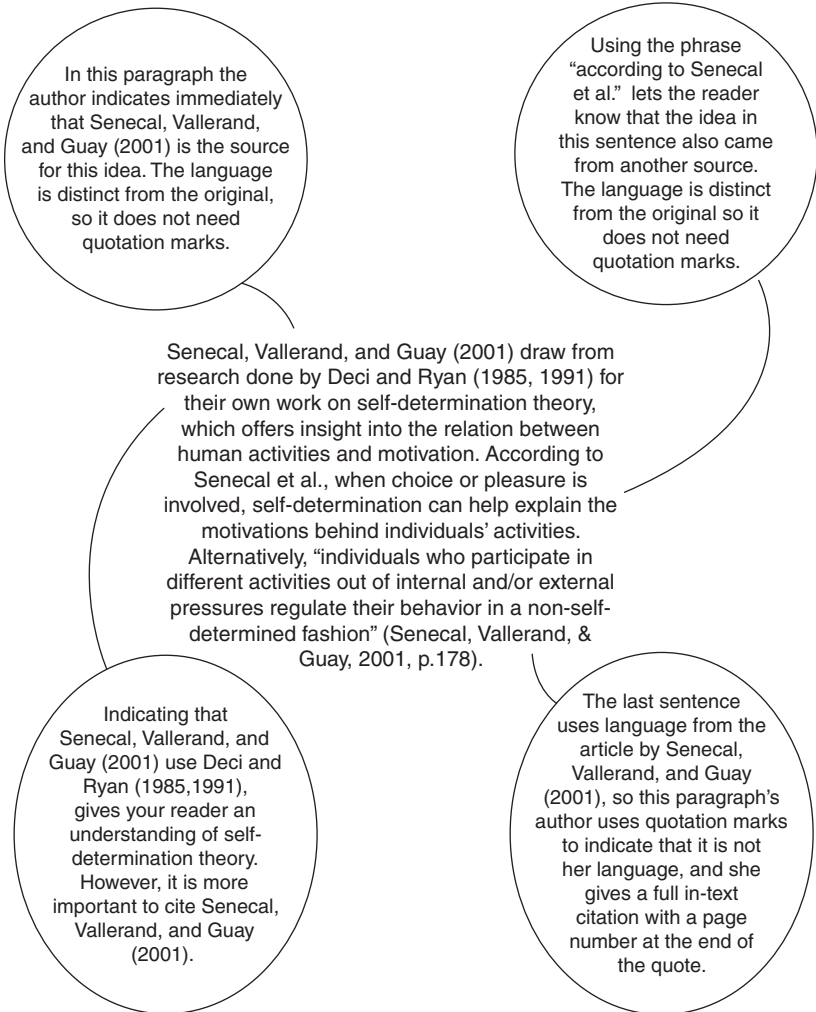 In this paragraph the
author indicates immediately
that Senecal, Vallerand,
and Guay (2001) is the source
for this idea. The language
is distinct from the original,
so it does not need
quotation marks.
Using the phrase
“according to Senecal
et al.” lets the reader
know that the idea in
this sentence also came
from another source.
The language is distinct
from the original so it
does not need
quotation marks.
Senecal, Vallerand, and Guay (2001) draw from
research done by Deci and Ryan (1985, 1991) for
their own work on self-determination theory,
which offers insight into the relation between
human activities and motivation. According to
Senecal et al., when choice or pleasure is
involved, self-determination can help explain the
motivations behind individuals’ activities.
Alternatively, “individuals who participate in
different activities out of internal and/or external
pressures regulate their behavior in a non-self-
determined fashion” (Senecal, Vallerand, &
Guay, 2001, p.178).
Indicating that
Senecal, Vallerand, and
Guay (2001) use Deci and
Ryan (1985,1991),
gives your reader an
understanding of self-
determination theory.
However, it is more
important to cite Senecal,
Vallerand, and Guay
(2001).
The last sentence
uses language from the
article by Senecal,
Vallerand, and Guay
(2001), so this paragraph’s
author uses quotation marks
to indicate that it is not
her language, and she
gives a full in-text
citation with a page
number at the end of
the quote.